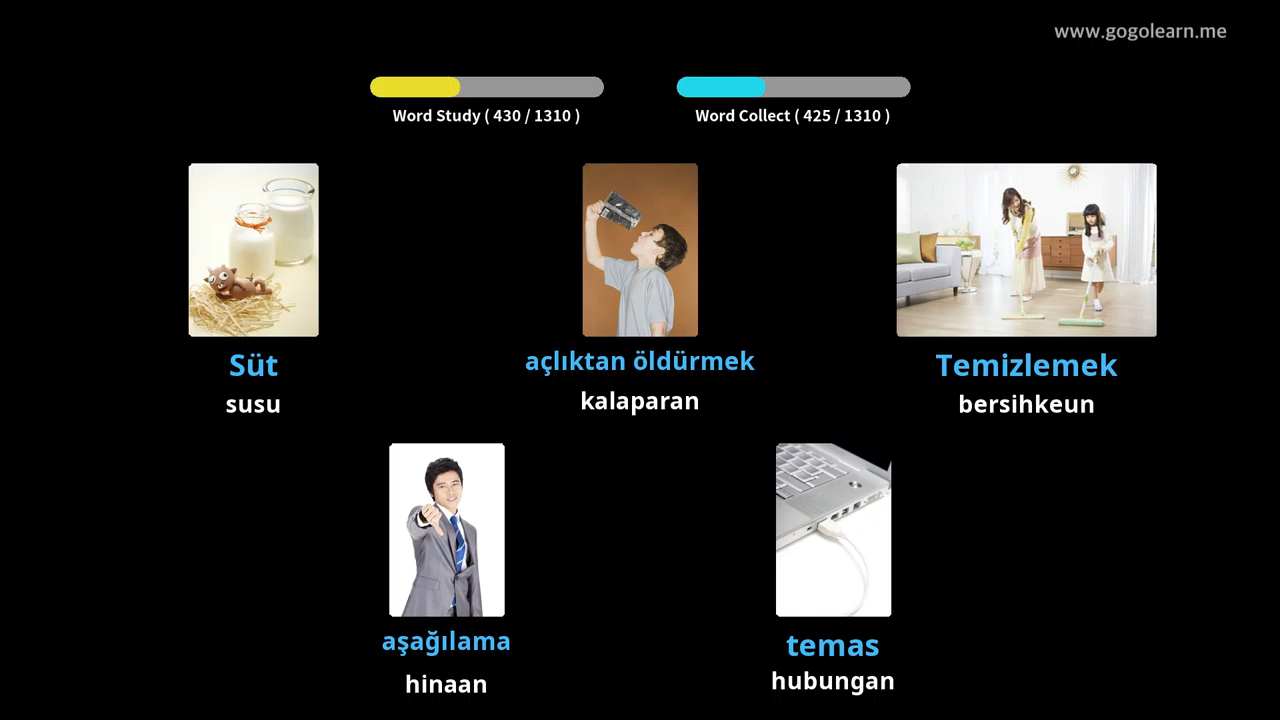 www.gogolearn.me
Word Study ( 430 / 1310 )
Word Collect ( 425 / 1310 )
Süt
susu
açlıktan öldürmek
kalaparan
Temizlemek
bersihkeun
aşağılama
hinaan
temas
hubungan